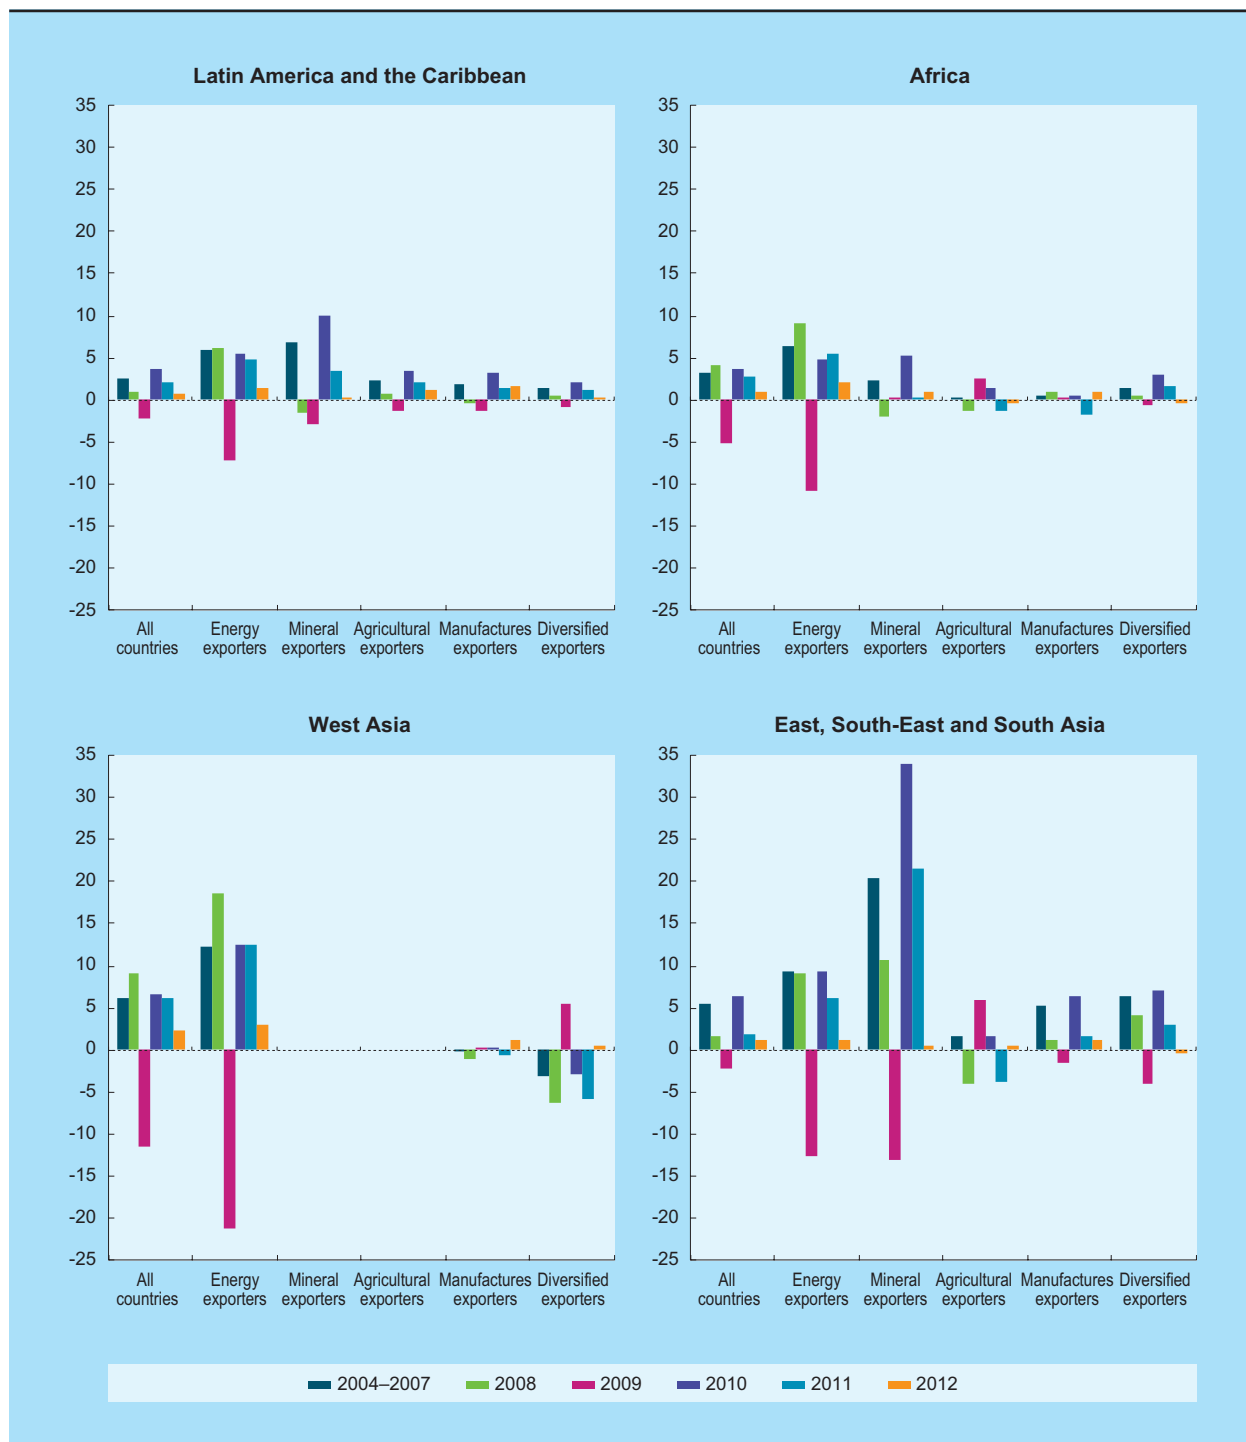 Latin America and the Caribbean
35
30
25
20
15
10
5
0
-5
-10
-15
-20
-25
All countries
Energy exporters
Mineral exporters
Agricultural exporters
Manufactures exporters
Diversified exporters
Africa
35
30
25
20
15
10
5
0
-5
-10
-15
-20
-25
All countries
Energy exporters
Mineral exporters
Agricultural exporters
Manufactures exporters
Diversified exporters
West Asia
35
30
25
20
15
10
5
0
-5
-10
-15
-20
-25
All countries
Energy exporters
Mineral exporters
Agricultural exporters
Manufactures exporters
Diversified exporters
East, South-East and South Asia
35
30
25
20
15
10
5
0
-5
-10
-15
-20
-25
All countries
Energy exporters
Mineral exporters
Agricultural exporters
Manufactures exporters
Diversified exporters
2004–2007 2008 2009 2010 2011 2012